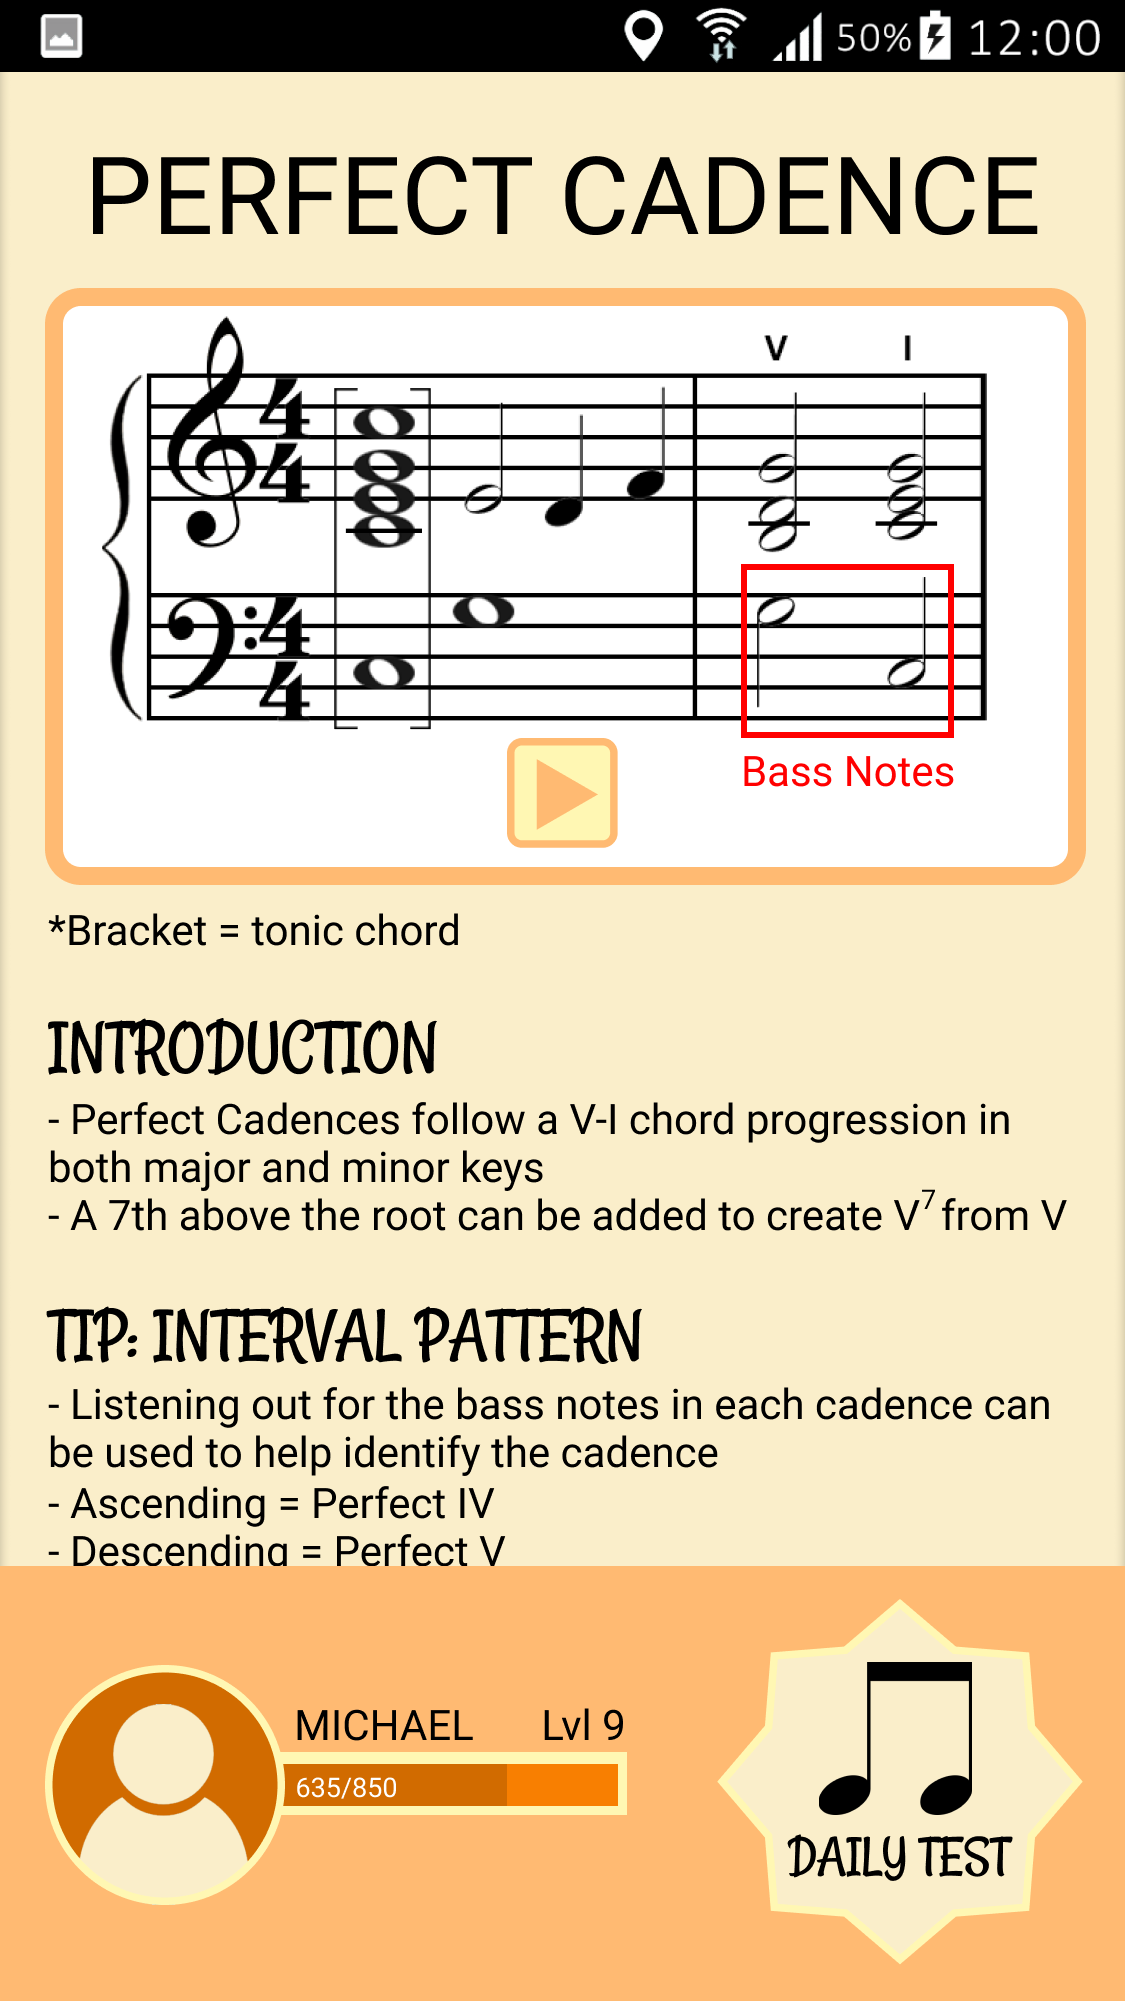 50% 12:00
PERFECT CADENCE
V I
4 4
4 4
Bass Notes
*Bracket = tonic chord
INTRODUCTION
- Perfect Cadences follow a V-I chord progression in
both major and minor keys
- A 7th above the root can be added to create V⁷ from V
TIP: INTERVAL PATTERN
- Listening out for the bass notes in each cadence can
be used to help identify the cadence
- Ascending = Perfect IV
- Descending = Perfect V
MICHAEL Lvl 9
635/850
DAILY TEST